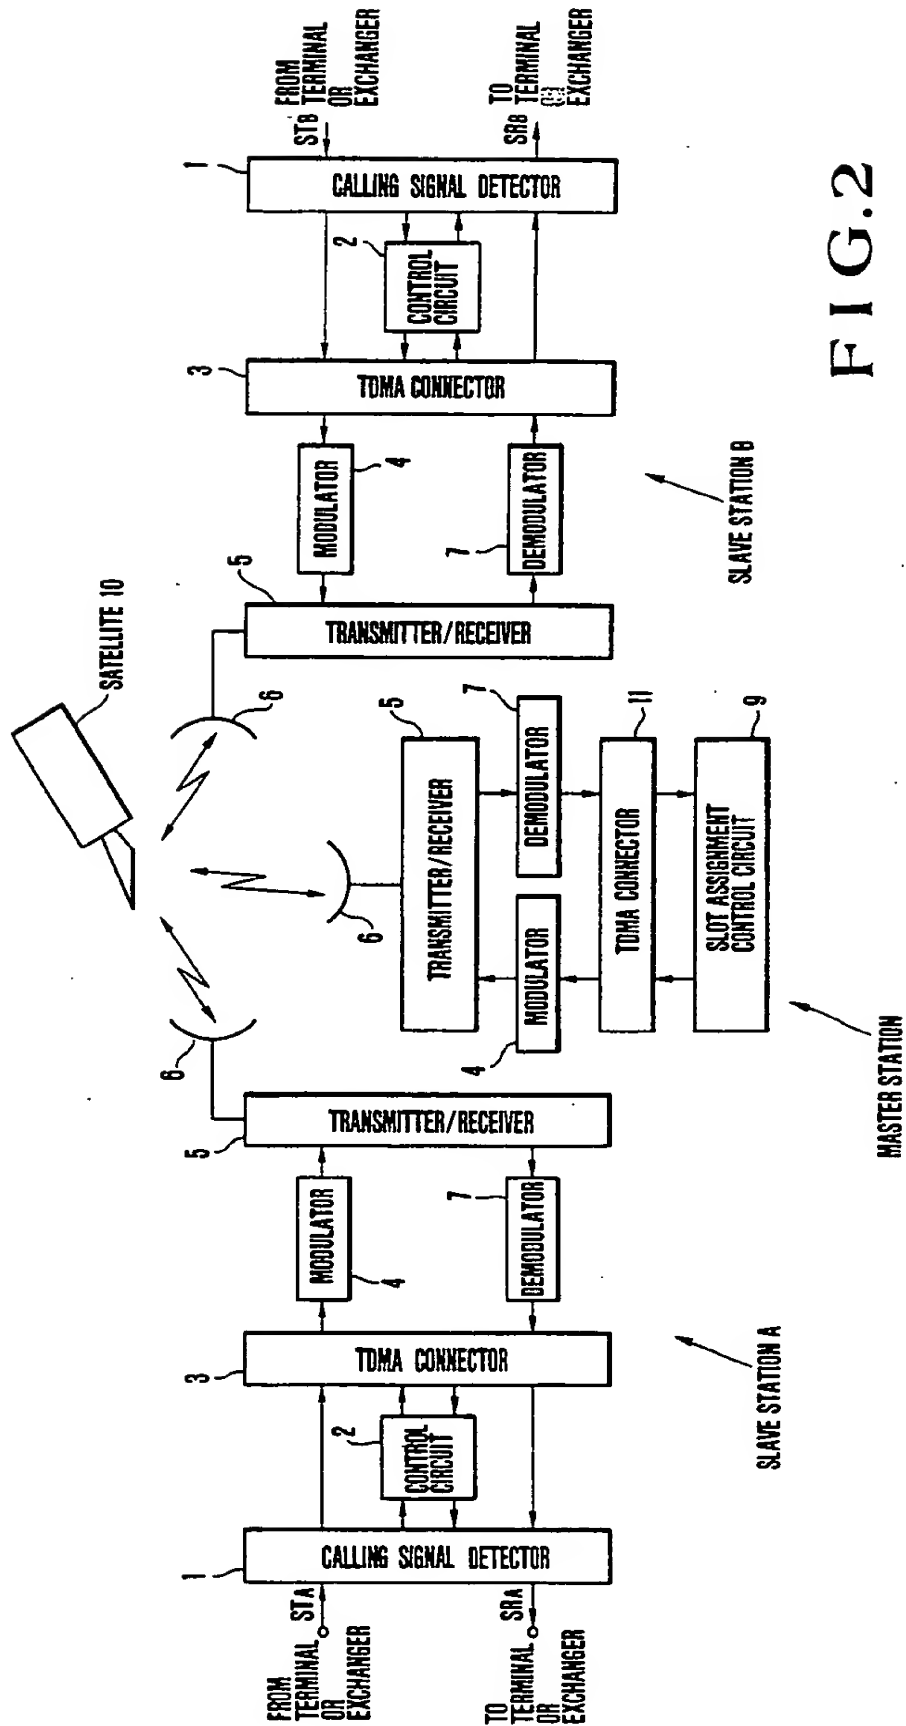 SATELLITE 10
6
6
6
FROM
TERMINAL
OR
EXCHANGER
STA
1
CALLING SIGNAL DETECTOR
2
CONTROL
CIRCUIT
3
TDMA CONNECTOR
MODULATOR
4
5
TRANSMITTER/RECEIVER
7
DEMODULATOR
SRA
TO
TERMINAL
OR
EXCHANGER
SLAVE STATION A
5
TRANSMITTER/RECEIVER
4
MODULATOR
7
DEMODULATOR
11
TDMA CONNECTOR
9
SLOT ASSIGNMENT
CONTROL CIRCUIT
MASTER STATION
5
TRANSMITTER/RECEIVER
MODULATOR
4
7
DEMODULATOR
3
TDMA CONNECTOR
2
CONTROL
CIRCUIT
1
CALLING SIGNAL DETECTOR
STB
FROM
TERMINAL
OR
EXCHANGER
SRB
TO
TERMINAL
OR
EXCHANGER
SLAVE STATION B
FIG.2